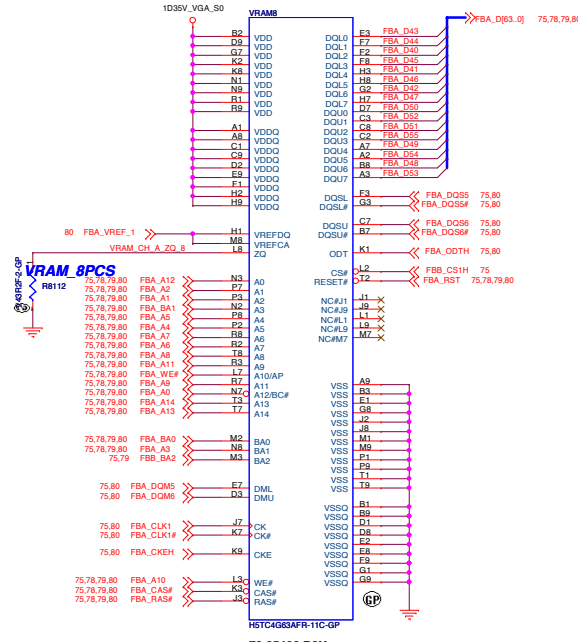 1D35V_VGA_S0
VRAM8
FBA_D[63..0] 75,78,79,80
B2 VDD DQL0 E3 FBA_D43
D9 VDD DQL1 F7 FBA_D44
G7 VDD DQL2 F2 FBA_D40
K2 VDD DQL3 F8 FBA_D45
K8 VDD DQL4 H3 FBA_D41
N1 VDD DQL5 H8 FBA_D46
N9 VDD DQL6 G2 FBA_D42
R1 VDD DQL7 H7 FBA_D47
R9 VDD DQU0 D7 FBA_D50
DQU1 C3 FBA_D52
A1 VDDQ DQU2 C8 FBA_D51
A8 VDDQ DQU3 C2 FBA_D55
C1 VDDQ DQU4 A7 FBA_D49
C9 VDDQ DQU5 A2 FBA_D54
D2 VDDQ DQU6 B8 FBA_D48
E9 VDDQ DQU7 A3 FBA_D53
F1 VDDQ
H2 VDDQ DQSL F3 FBA_DQS5 75,80
H9 VDDQ DQSL# G3 FBA_DQS5# 75,80
DQSU C7 FBA_DQS6 75,80
80 FBA_VREF_1 H1 VREFDQ DQSU# B7 FBA_DQS6# 75,80
M8 VREFCA
VRAM_CH_A_ZQ_8 L8 ZQ ODT K1 FBA_ODTH 75,80
VRAM_8PCS
R8112
243R2F-2-GP
CS# L2 FBB_CS1H 75
75,78,79,80 FBA_A12 N3 A0 RESET# T2 FBA_RST 75,78,79,80
75,78,79,80 FBA_A2 P7 A1
75,78,79,80 FBA_A1 P3 A2 NC#J1 J1
75,78,79,80 FBA_BA1 N2 A3 NC#J9 J9
75,78,79,80 FBA_A5 P8 A4 NC#L1 L1
75,78,79,80 FBA_A4 P2 A5 NC#L9 L9
75,78,79,80 FBA_A7 R8 A6 NC#M7 M7
75,78,79,80 FBA_A6 R2 A7
75,78,79,80 FBA_A8 T8 A8
75,78,79,80 FBA_A11 R3 A9
75,78,79,80 FBA_WE# L7 A10/AP
75,78,79,80 FBA_A9 R7 A11 VSS A9
75,78,79,80 FBA_A0 N7 A12/BC# VSS B3
75,78,79,80 FBA_A14 T3 A13 VSS E1
75,78,79,80 FBA_A13 T7 A14 VSS G8
VSS J2
VSS J8
75,78,79,80 FBA_BA0 M2 BA0 VSS M1
75,78,79,80 FBA_A3 N8 BA1 VSS M9
75,79 FBB_BA2 M3 BA2 VSS P1
VSS P9
VSS T1
75,80 FBA_DQM5 E7 DML VSS T9
75,80 FBA_DQM6 D3 DMU
VSSQ B1
VSSQ B9
75,80 FBA_CLK1 J7 CK VSSQ D1
75,80 FBA_CLK1# K7 CK# VSSQ D8
VSSQ E2
75,80 FBA_CKEH K9 CKE VSSQ E8
VSSQ F9
VSSQ G1
75,78,79,80 FBA_A10 L3 WE# VSSQ G9
75,78,79,80 FBA_CAS# K3 CAS#
75,78,79,80 FBA_RAS# J3 RAS#
GP
H5TC4G63AFR-11C-GP